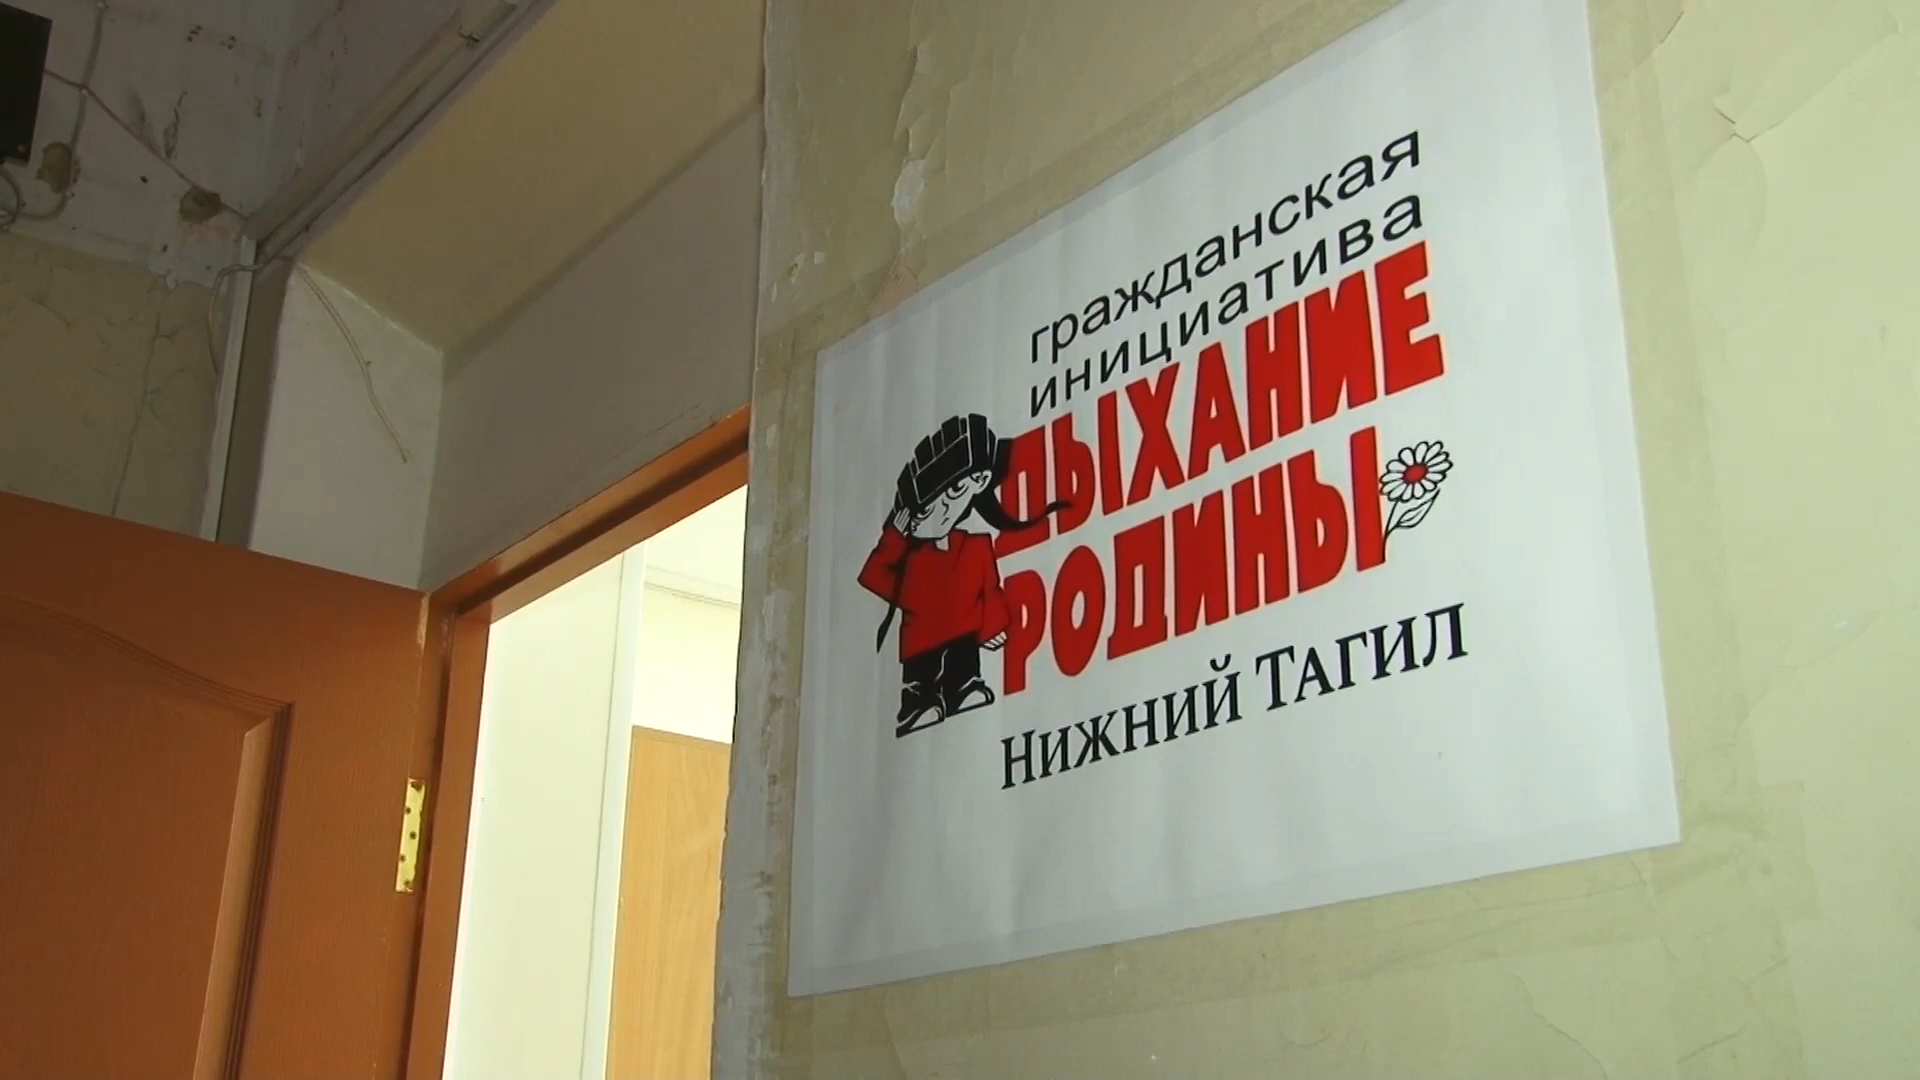 гражданская
инициатива
ДЫХАНИЕ
РОДИНЫ
НИЖНИЙ ТАГИЛ